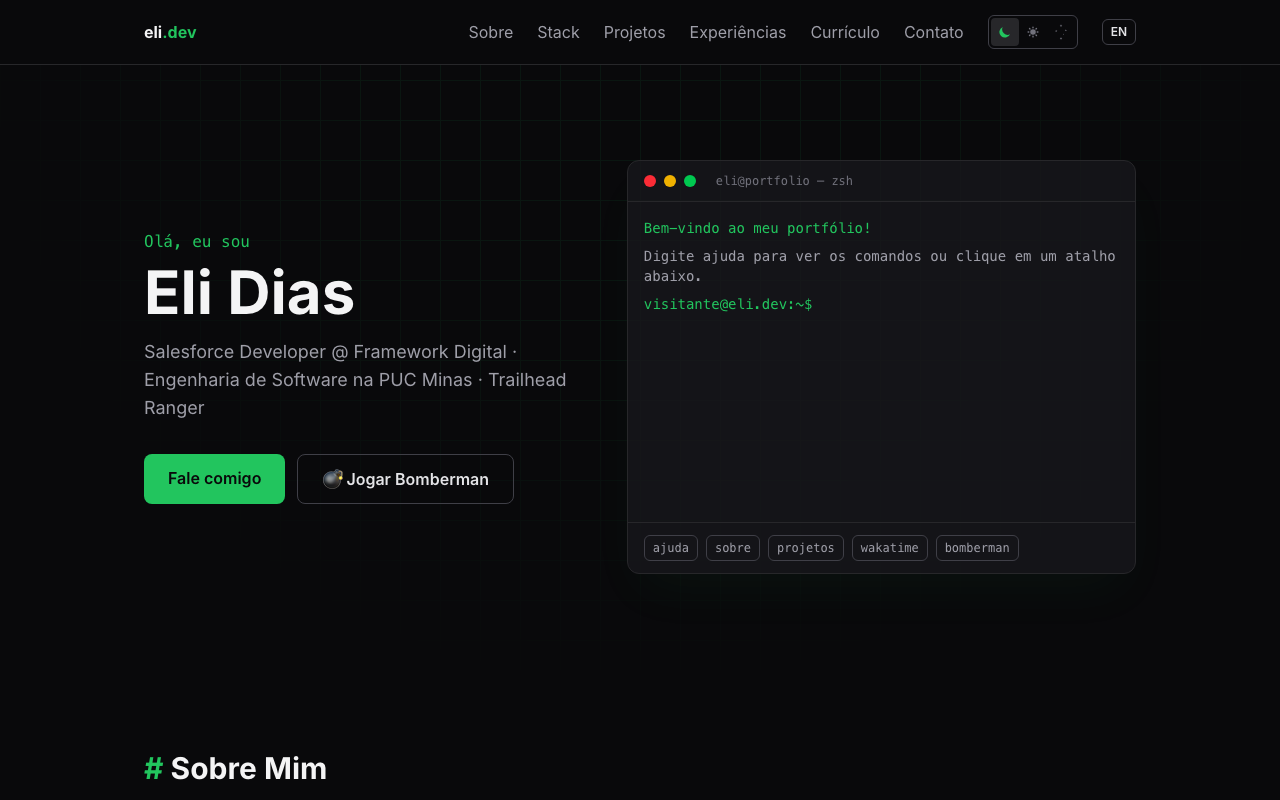 eli.dev
Sobre
Stack
Projetos
Experiências
Currículo
Contato
EN
Olá, eu sou
Eli Dias
Salesforce Developer @ Framework Digital ·
Engenharia de Software na PUC Minas · Trailhead
Ranger
Fale comigo
Jogar Bomberman
eli@portfolio — zsh
Bem-vindo ao meu portfólio!
Digite ajuda para ver os comandos ou clique em um atalho
abaixo.
visitante@eli.dev:~$
ajuda
sobre
projetos
wakatime
bomberman
# Sobre Mim